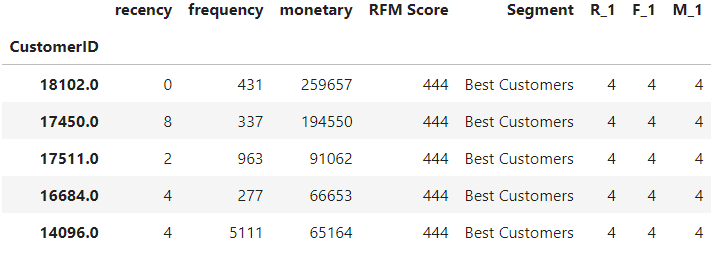 recency frequency monetary RFM Score Segment R_1 F_1 M_1
CustomerID
18102.0 0 431 259657 444 Best Customers 4 4 4
17450.0 8 337 194550 444 Best Customers 4 4 4
17511.0 2 963 91062 444 Best Customers 4 4 4
16684.0 4 277 66653 444 Best Customers 4 4 4
14096.0 4 5111 65164 444 Best Customers 4 4 4